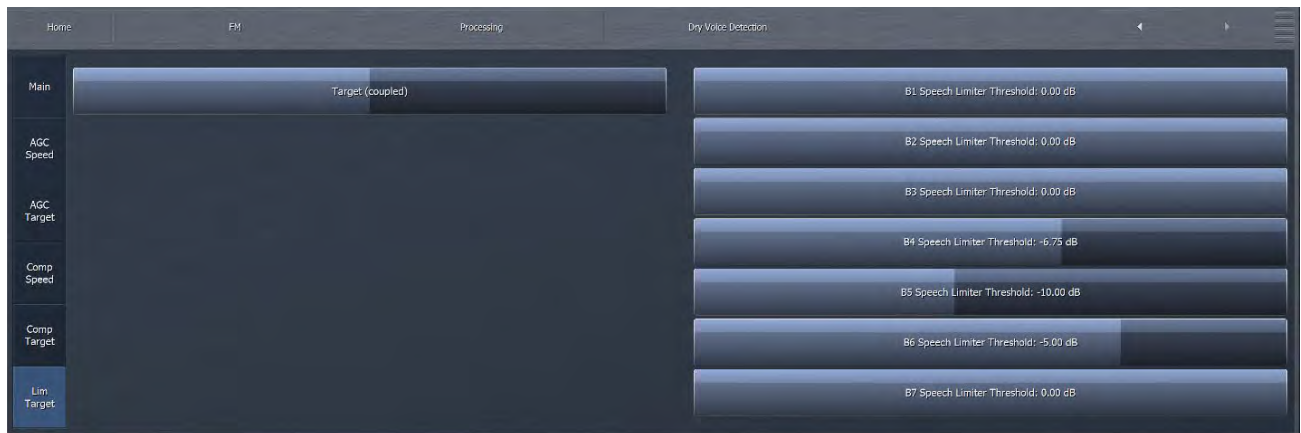 Home FM Processing Dry Voice Detection
Main
AGC
Speed
AGC
Target
Comp
Speed
Comp
Target
Lim
Target
Target (coupled)
B1 Speech Limiter Threshold: 0.00 dB
B2 Speech Limiter Threshold: 0.00 dB
B3 Speech Limiter Threshold: 0.00 dB
B4 Speech Limiter Threshold: -6.75 dB
B5 Speech Limiter Threshold: -10.00 dB
B6 Speech Limiter Threshold: -5.00 dB
B7 Speech Limiter Threshold: 0.00 dB